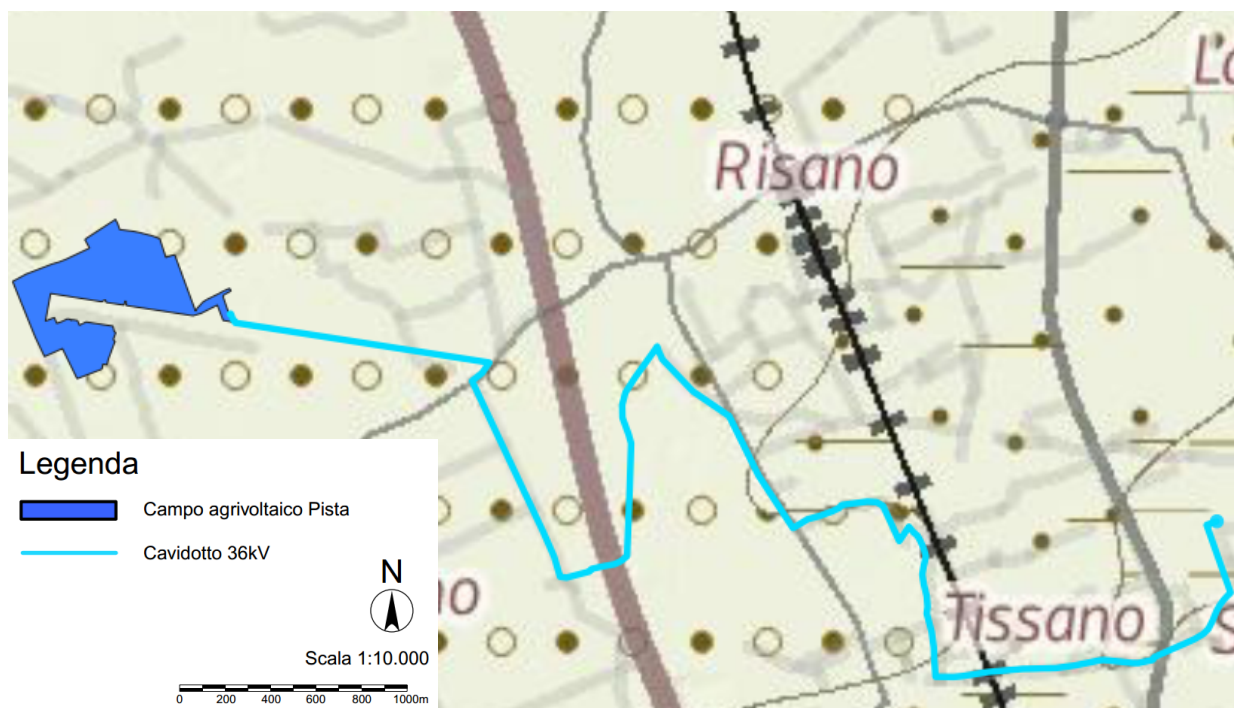 Risano
Legenda
Campo agrivoltaico Pista
Cavidotto 36kV
N
Scala 1:10.000
0 200 400 600 800 1000m
Tissano